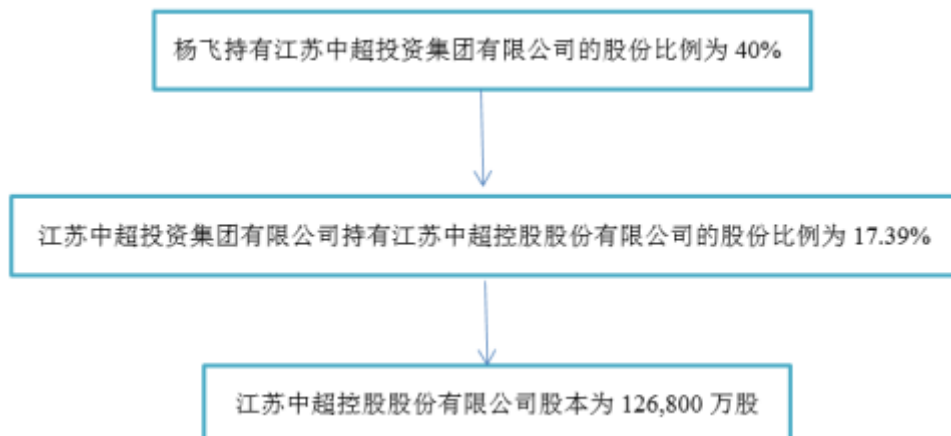 杨飞持有江苏中超投资集团有限公司的股份比例为 40%
江苏中超投资集团有限公司持有江苏中超控股股份有限公司的股份比例为 17.39%
江苏中超控股股份有限公司股本为 126,800 万股